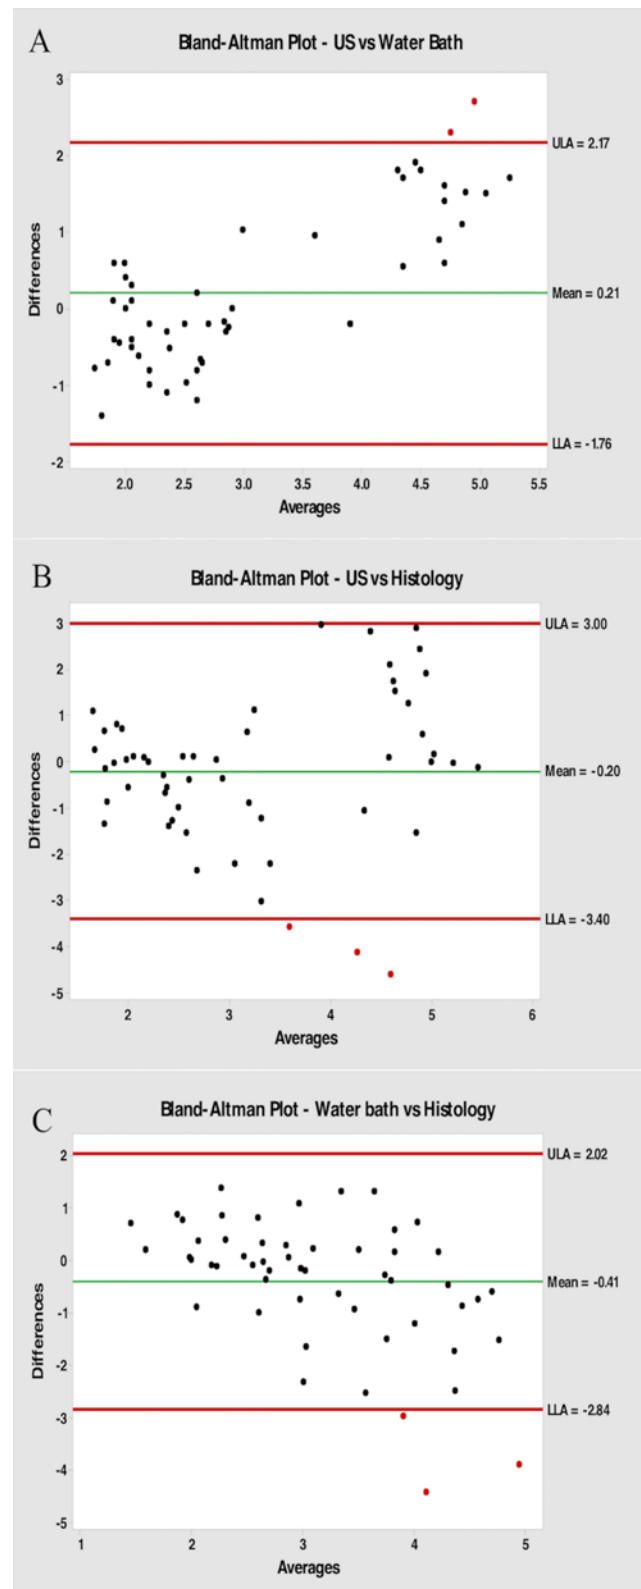 A
Bland-Altman Plot - US vs Water Bath
3
2
1
0
-1
-2
Differences
ULA = 2.17
Mean = 0.21
LLA = -1.76
2.0 2.5 3.0 3.5 4.0 4.5 5.0 5.5
Averages
B
Bland-Altman Plot - US vs Histology
3
2
1
0
-1
-2
-3
-4
-5
Differences
ULA = 3.00
Mean = -0.20
LLA = -3.40
2 3 4 5 6
Averages
C
Bland-Altman Plot - Water bath vs Histology
2
1
0
-1
-2
-3
-4
-5
Differences
ULA = 2.02
Mean = -0.41
LLA = -2.84
1 2 3 4 5
Averages